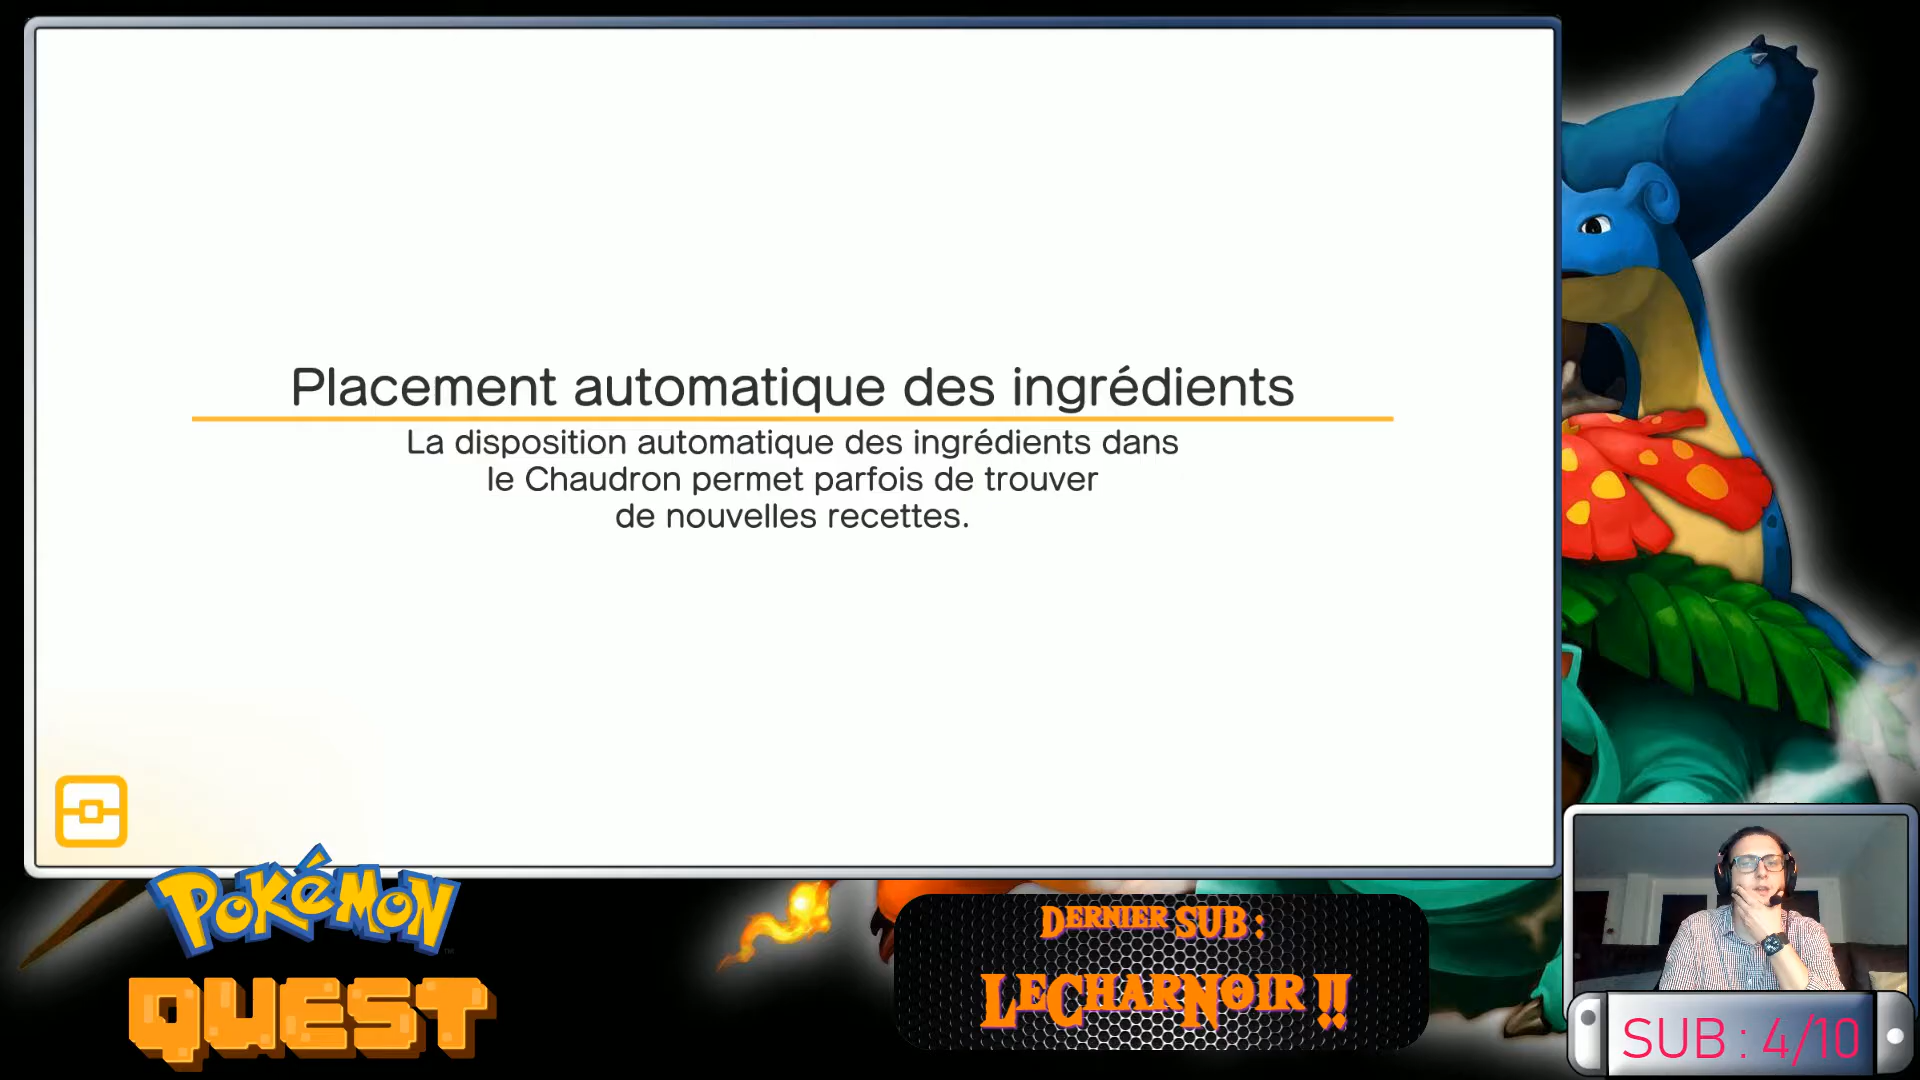 Placement automatique des ingrédients
La disposition automatique des ingrédients dans
le Chaudron permet parfois de trouver
de nouvelles recettes.
POKéMON
QUEST
DERNIER SUB :
LECHARNOIR !!
SUB : 4/10